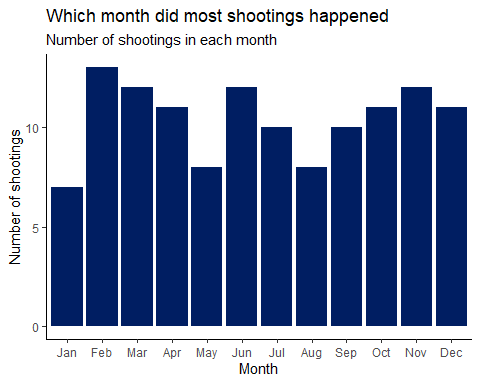 Which month did most shootings happened
Number of shootings in each month
Number of shootings
10
5
0
Jan Feb Mar Apr May Jun Jul Aug Sep Oct Nov Dec
Month